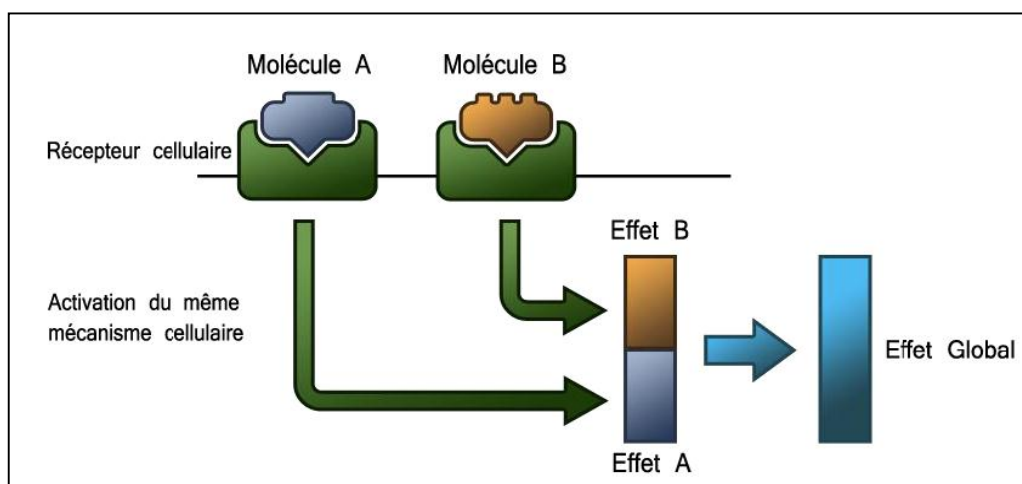 Molécule A
Molécule B
Récepteur cellulaire
Effet B
Activation du même
mécanisme cellulaire
Effet Global
Effet A